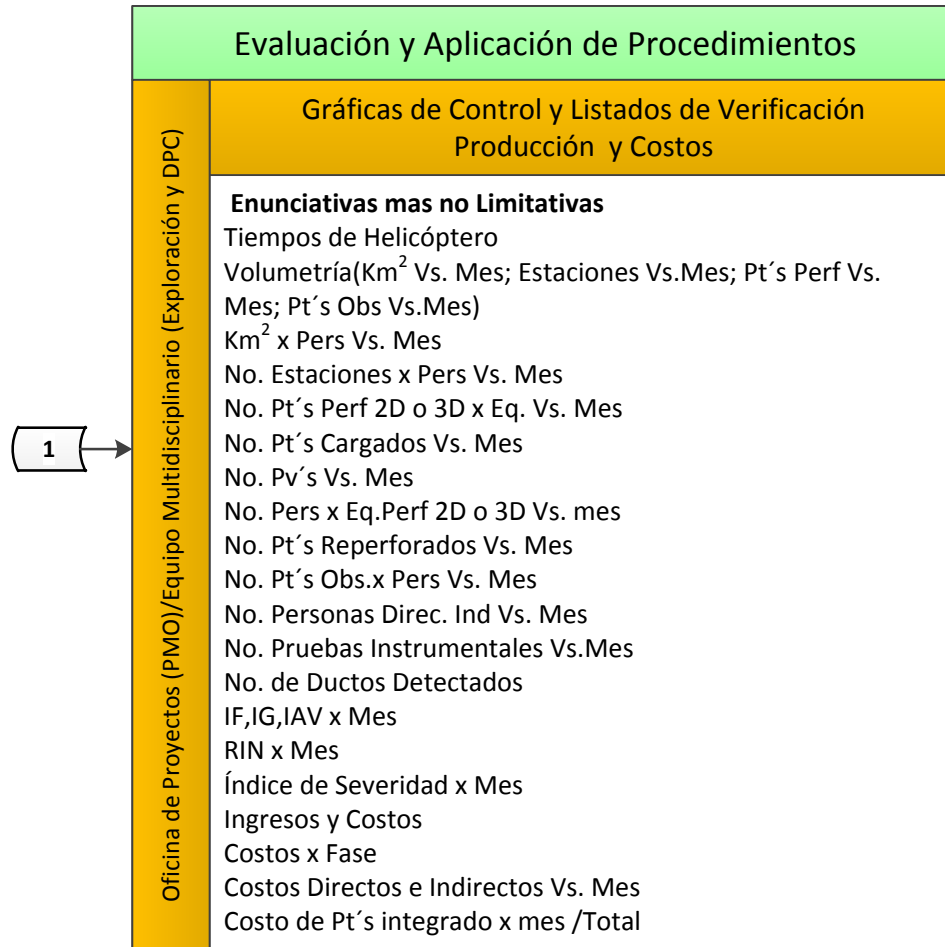 Evaluación y Aplicación de Procedimientos
Oficina de Proyectos (PMO)/Equipo Multidisciplinario (Exploración y DPC)
Gráficas de Control y Listados de Verificación
Producción y Costos
1
Enunciativas mas no Limitativas
Tiempos de Helicóptero
Volumetría(Km² Vs. Mes; Estaciones Vs.Mes; Pt´s Perf Vs.
Mes; Pt´s Obs Vs.Mes)
Km² x Pers Vs. Mes
No. Estaciones x Pers Vs. Mes
No. Pt´s Perf 2D o 3D x Eq. Vs. Mes
No. Pt´s Cargados Vs. Mes
No. Pv´s Vs. Mes
No. Pers x Eq.Perf 2D o 3D Vs. mes
No. Pt´s Reperforados Vs. Mes
No. Pt´s Obs.x Pers Vs. Mes
No. Personas Direc. Ind Vs. Mes
No. Pruebas Instrumentales Vs.Mes
No. de Ductos Detectados
IF,IG,IAV x Mes
RIN x Mes
Índice de Severidad x Mes
Ingresos y Costos
Costos x Fase
Costos Directos e Indirectos Vs. Mes
Costo de Pt´s integrado x mes /Total